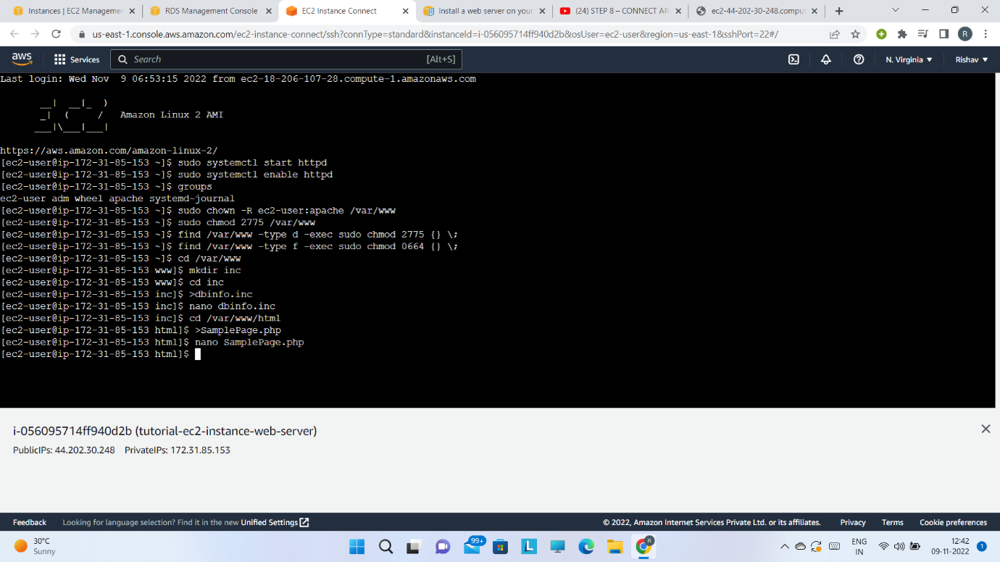 Instances | EC2 Managemer
RDS Management Console
EC2 Instance Connect
Install a web server on your
(24) STEP 8 – CONNECT AP
ec2-44-202-30-248.comput
us-east-1.console.aws.amazon.com/ec2-instance-connect/ssh?connType=standard&instanceId=i-056095714ff940d2b&osUser=ec2-user&region=us-east-1&sshPort=22#/
R
aws
Services
Search
[Alt+S]
N. Virginia
Rishav
Last login: Wed Nov  9 06:53:15 2022 from ec2-18-206-107-28.compute-1.amazonaws.com
       __|  __|_  )
       _|  (     /   Amazon Linux 2 AMI
      ___|\___|___|
https://aws.amazon.com/amazon-linux-2/
[ec2-user@ip-172-31-85-153 ~]$ sudo systemctl start httpd
[ec2-user@ip-172-31-85-153 ~]$ sudo systemctl enable httpd
[ec2-user@ip-172-31-85-153 ~]$ groups
ec2-user adm wheel apache systemd-journal
[ec2-user@ip-172-31-85-153 ~]$ sudo chown -R ec2-user:apache /var/www
[ec2-user@ip-172-31-85-153 ~]$ sudo chmod 2775 /var/www
[ec2-user@ip-172-31-85-153 ~]$ find /var/www -type d -exec sudo chmod 2775 {} \;
[ec2-user@ip-172-31-85-153 ~]$ find /var/www -type f -exec sudo chmod 0664 {} \;
[ec2-user@ip-172-31-85-153 ~]$ cd /var/www
[ec2-user@ip-172-31-85-153 www]$ mkdir inc
[ec2-user@ip-172-31-85-153 www]$ cd inc
[ec2-user@ip-172-31-85-153 inc]$ >dbinfo.inc
[ec2-user@ip-172-31-85-153 inc]$ nano dbinfo.inc
[ec2-user@ip-172-31-85-153 inc]$ cd /var/www/html
[ec2-user@ip-172-31-85-153 html]$ >SamplePage.php
[ec2-user@ip-172-31-85-153 html]$ nano SamplePage.php
[ec2-user@ip-172-31-85-153 html]$
i-056095714ff940d2b (tutorial-ec2-instance-web-server)
PublicIPs: 44.202.30.248 PrivateIPs: 172.31.85.153
Feedback
Looking for language selection? Find it in the new Unified Settings
© 2022, Amazon Internet Services Private Ltd. or its affiliates.
Privacy
Terms
Cookie preferences
30°C
Sunny
99+
L
R
ENG
IN
12:42
09-11-2022
1